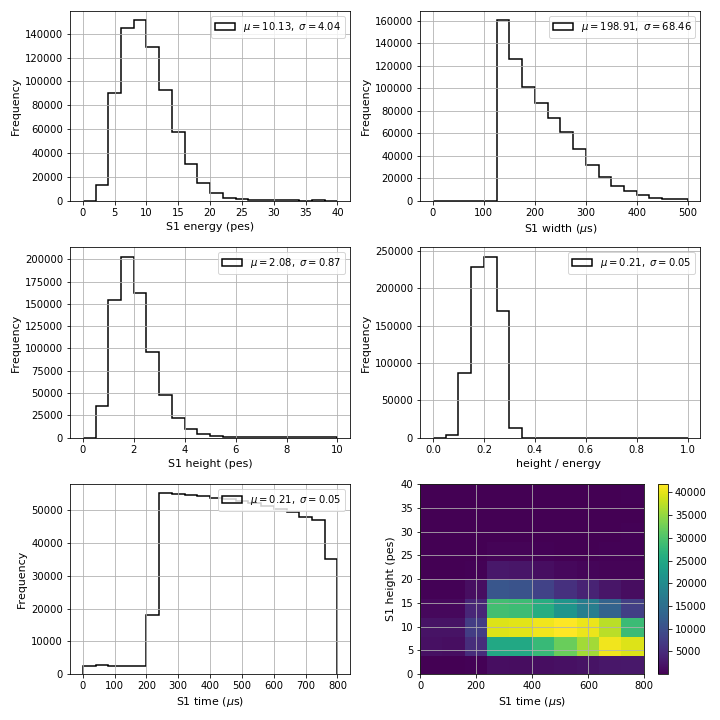 μ = 10.13, σ = 4.04
Frequency
140000
120000
100000
80000
60000
40000
20000
0
0 5 10 15 20 25 30 35 40
S1 energy (pes)
μ = 198.91, σ = 68.46
Frequency
160000
140000
120000
100000
80000
60000
40000
20000
0
0 100 200 300 400 500
S1 width (μs)
μ = 2.08, σ = 0.87
Frequency
200000
175000
150000
125000
100000
75000
50000
25000
0
0 2 4 6 8 10
S1 height (pes)
μ = 0.21, σ = 0.05
Frequency
250000
200000
150000
100000
50000
0
0.0 0.2 0.4 0.6 0.8 1.0
height / energy
μ = 0.21, σ = 0.05
Frequency
50000
40000
30000
20000
10000
0
0 100 200 300 400 500 600 700 800
S1 time (μs)
S1 height (pes)
40
35
30
25
20
15
10
5
0
0 200 400 600 800
S1 time (μs)
40000
35000
30000
25000
20000
15000
10000
5000